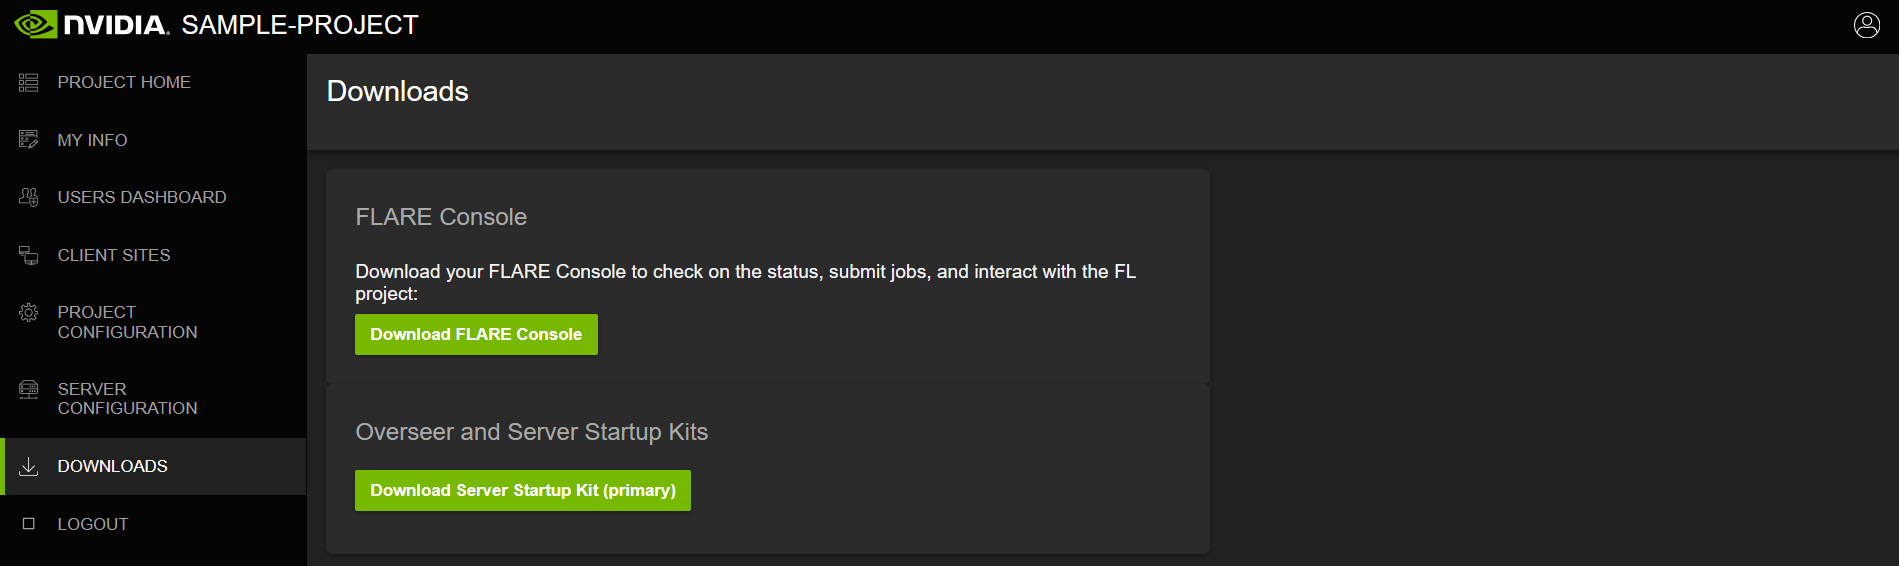 NVIDIA. SAMPLE-PROJECT
PROJECT HOME
MY INFO
USERS DASHBOARD
CLIENT SITES
PROJECT
CONFIGURATION
SERVER
CONFIGURATION
DOWNLOADS
LOGOUT
Downloads
FLARE Console
Download your FLARE Console to check on the status, submit jobs, and interact with the FL
project:
Download FLARE Console
Overseer and Server Startup Kits
Download Server Startup Kit (primary)